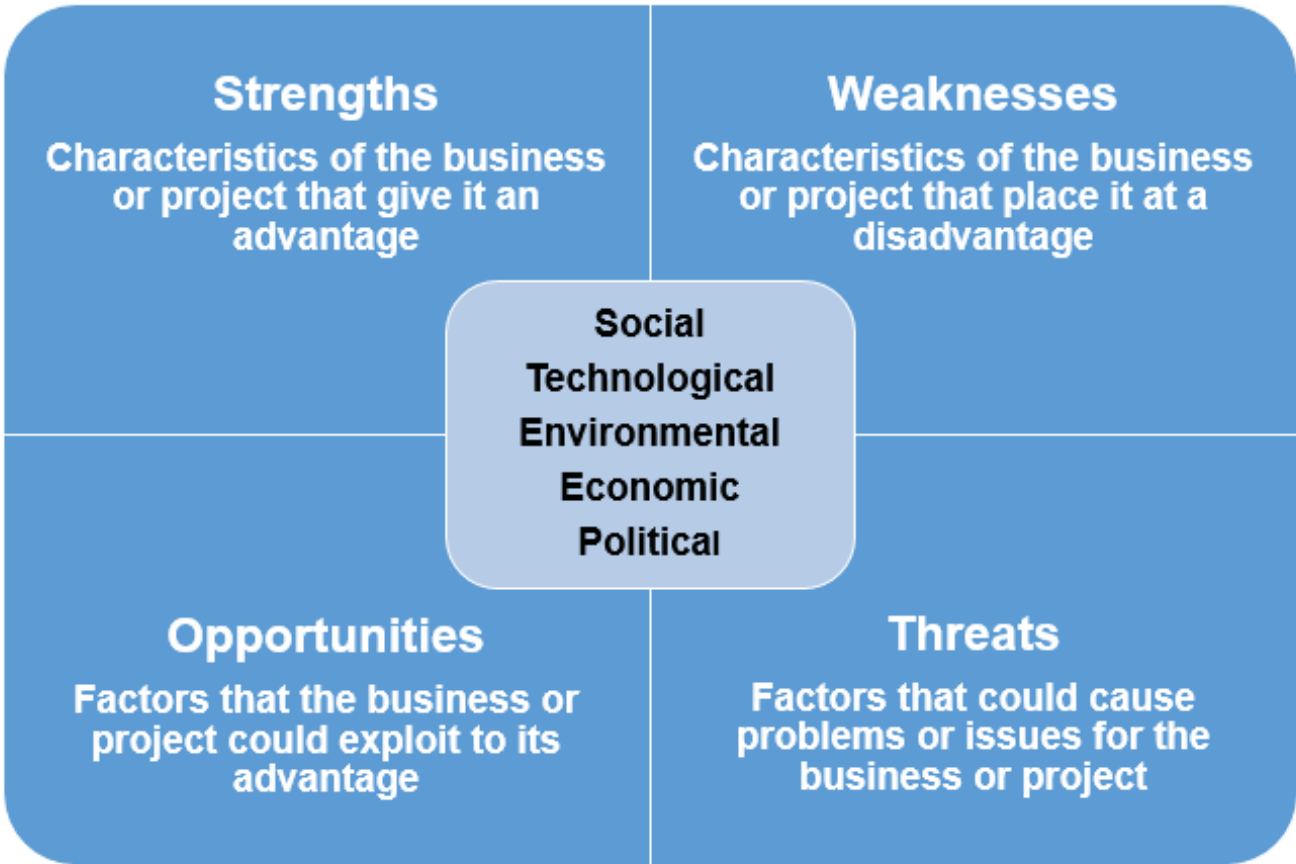 Strengths
Characteristics of the business
or project that give it an
advantage
Weaknesses
Characteristics of the business
or project that place it at a
disadvantage
Social
Technological
Environmental
Economic
Political
Opportunities
Factors that the business or
project could exploit to its
advantage
Threats
Factors that could cause
problems or issues for the
business or project